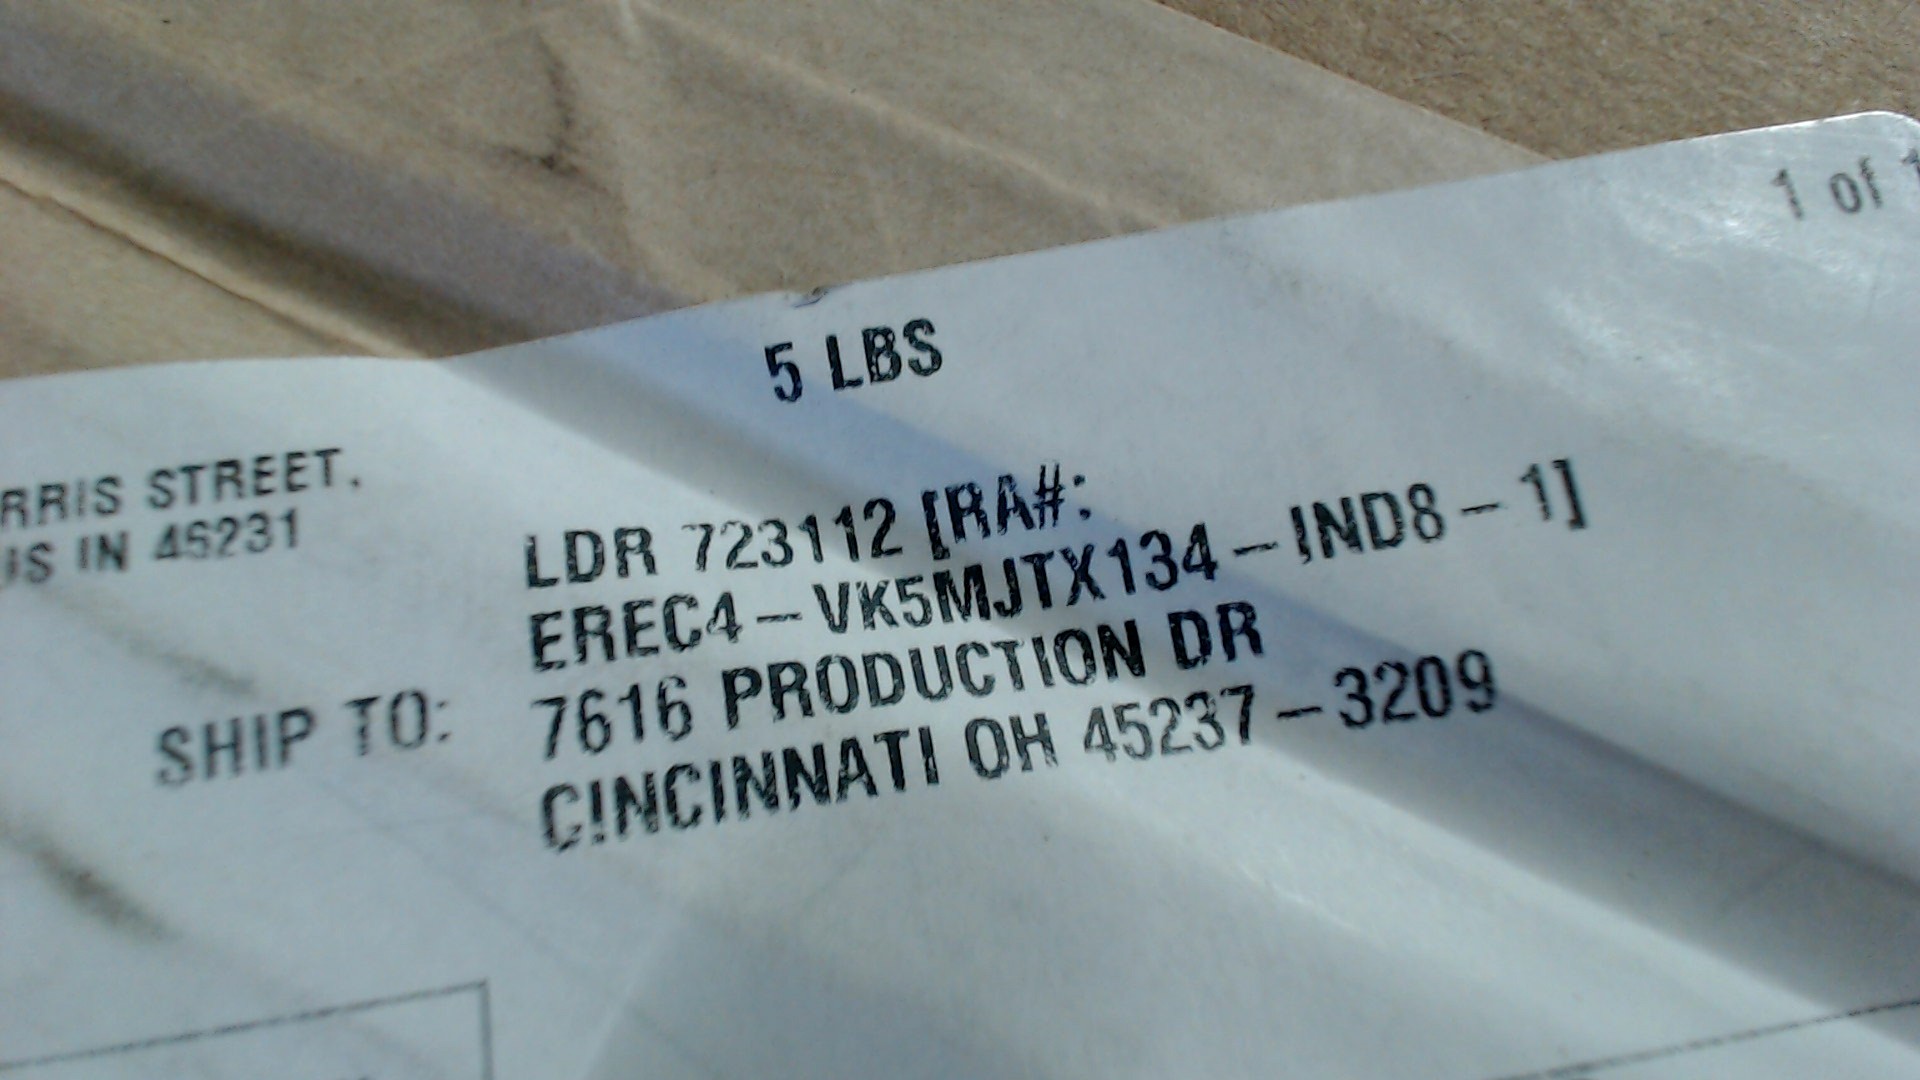 1 of 1
5 LBS
RRIS STREET,
IS IN 46231
LDR 723112 [RA#:
EREC4-VK5MJTX134-IND8-1]
SHIP TO: 7616 PRODUCTION DR
CINCINNATI OH 45237-3209